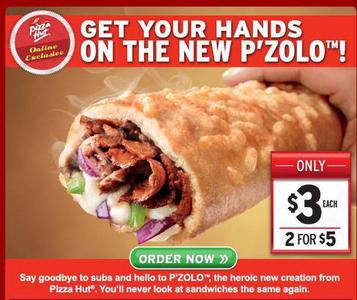 Pizza
Hut
Online
Exclusive
GET YOUR HANDS
ON THE NEW P'ZOLO™!
ONLY
$3 EACH
2 FOR $5
ORDER NOW »
Say goodbye to subs and hello to P'ZOLO™, the heroic new creation from
Pizza Hut®. You'll never look at sandwiches the same again.